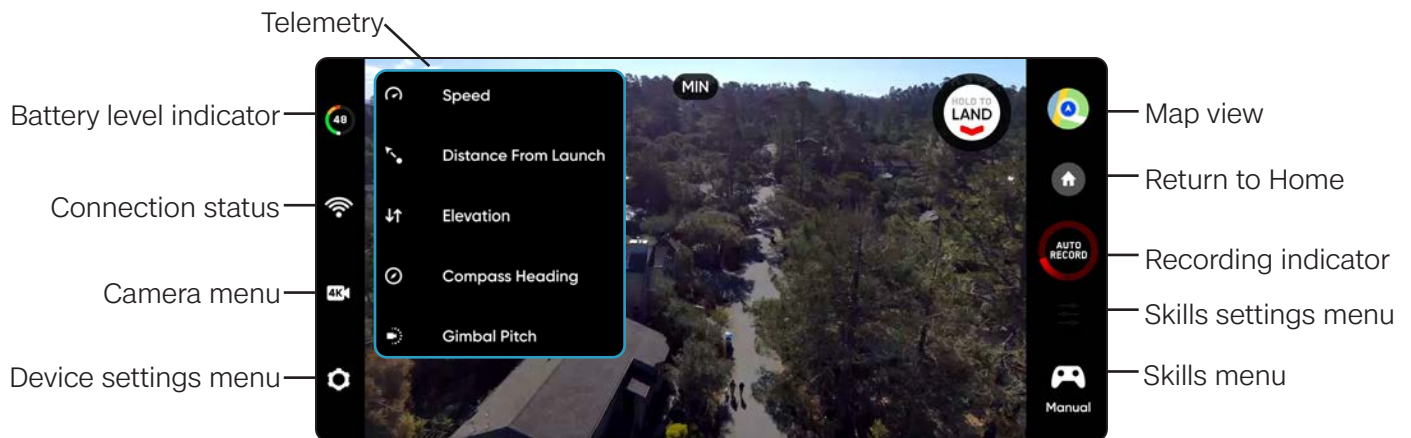 Telemetry
Battery level indicator
Connection status
Camera menu
Device settings menu
48
4K
Speed
Distance From Launch
Elevation
Compass Heading
Gimbal Pitch
MIN
HOLD TO
LAND
AUTO
RECORD
Manual
Map view
Return to Home
Recording indicator
Skills settings menu
Skills menu